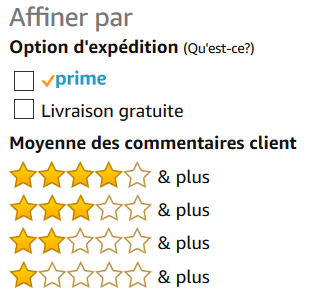 Affiner par
Option d'expédition (Qu'est-ce?)
prime
Livraison gratuite
Moyenne des commentaires client
& plus
& plus
& plus
& plus